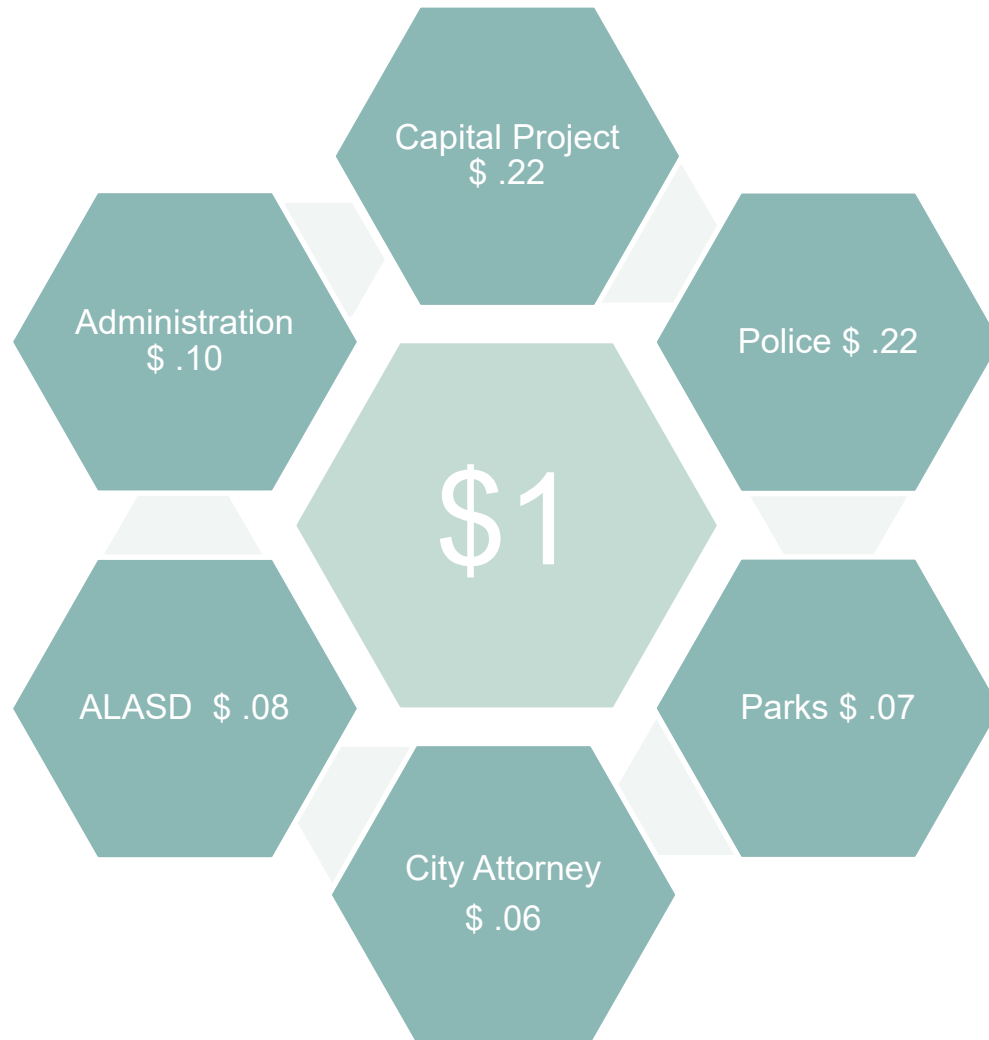 Capital Project
$ .22
Administration
$ .10
Police $ .22
$1
ALASD  $ .08
Parks $ .07
City Attorney
$ .06